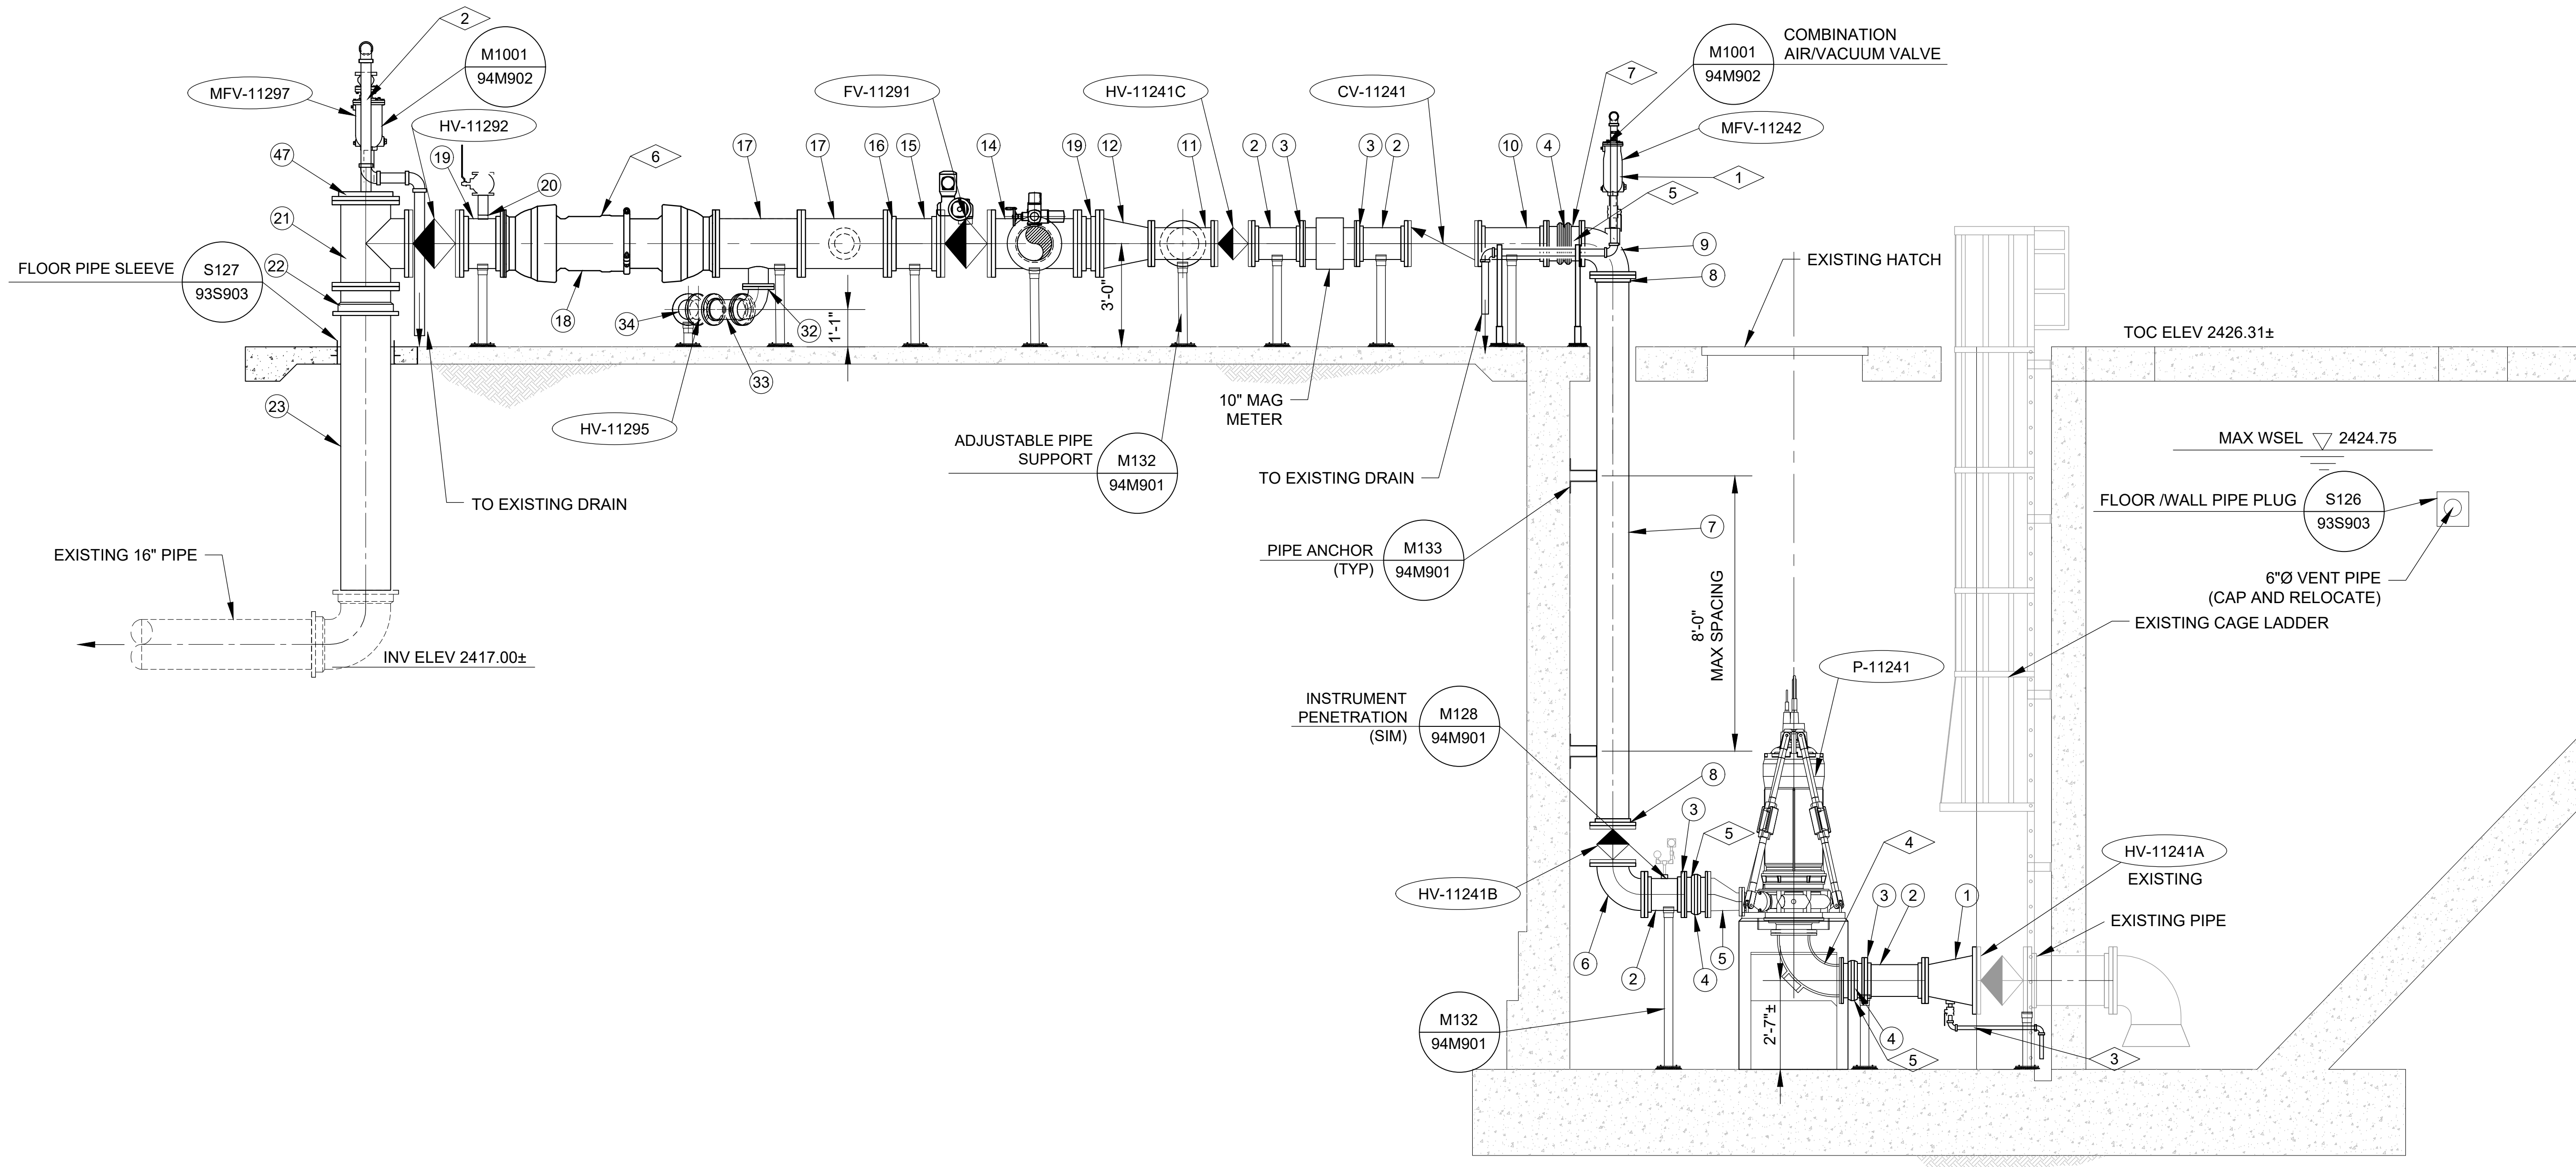 2
M1001
94M902
MFV-11297
HV-11292
FV-11291
HV-11241C
CV-11241
7
M1001
94M902
COMBINATION
AIR/VACUUM VALVE
MFV-11242
1
5
47
19
20
6
17
17
16
15
14
19
12
11
2
3
3
2
10
4
9
8
21
22
FLOOR PIPE SLEEVE
S127
93S903
18
34
33
32
1'-1"
3'-0"
EXISTING HATCH
TOC ELEV 2426.31±
23
HV-11295
10" MAG
METER
ADJUSTABLE PIPE
SUPPORT
M132
94M901
TO EXISTING DRAIN
TO EXISTING DRAIN
MAX WSEL
2424.75
FLOOR /WALL PIPE PLUG
S126
93S903
6"Ø VENT PIPE
(CAP AND RELOCATE)
EXISTING CAGE LADDER
EXISTING 16" PIPE
INV ELEV 2417.00±
PIPE ANCHOR
(TYP)
M133
94M901
7
8'-0"
MAX SPACING
P-11241
INSTRUMENT
PENETRATION
(SIM)
M128
94M901
8
3
5
4
HV-11241A
EXISTING
HV-11241B
3
2
1
EXISTING PIPE
6
2
4
5
M132
94M901
2'-7"±
4
5
3